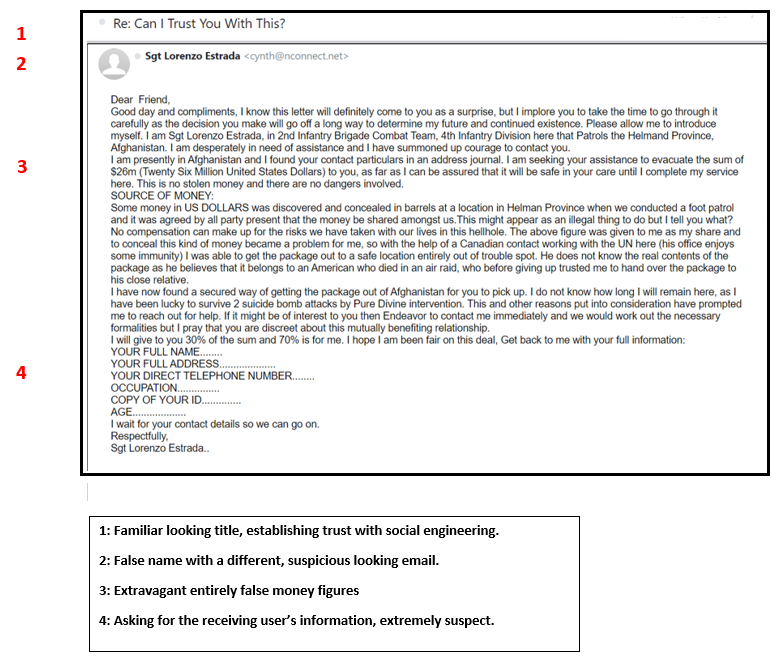 Re: Can I Trust You With This?
1
Sgt Lorenzo Estrada <cynth@nconnect.net>
2
Dear Friend,
Good day and compliments, I know this letter will definitely come to you as a surprise, but I implore you to take the time to go through it
carefully as the decision you make will go off a long way to determine my future and continued existence. Please allow me to introduce
myself. I am Sgt Lorenzo Estrada, in 2nd Infantry Brigade Combat Team, 4th Infantry Division here that Patrols the Helmand Province,
Afghanistan. I am desperately in need of assistance and I have summoned up courage to contact you.
3
I am presently in Afghanistan and I found your contact particulars in an address journal. I am seeking your assistance to evacuate the sum of
$26m (Twenty Six Million United States Dollars) to you, as far as I can be assured that it will be safe in your care until I complete my service
here. This is no stolen money and there are no dangers involved.
SOURCE OF MONEY:
Some money in US DOLLARS was discovered and concealed in barrels at a location in Helman Province when we conducted a foot patrol
and it was agreed by all party present that the money be shared amongst us.This might appear as an illegal thing to do but I tell you what?
No compensation can make up for the risks we have taken with our lives in this hellhole. The above figure was given to me as my share and
to conceal this kind of money became a problem for me, so with the help of a Canadian contact working with the UN here (his office enjoys
some immunity) I was able to get the package out to a safe location entirely out of trouble spot. He does not know the real contents of the
package as he believes that it belongs to an American who died in an air raid, who before giving up trusted me to hand over the package to
his close relative.
I have now found a secured way of getting the package out of Afghanistan for you to pick up. I do not know how long I will remain here, as I
have been lucky to survive 2 suicide bomb attacks by Pure Divine intervention. This and other reasons put into consideration have prompted
me to reach out for help. If it might be of interest to you then Endeavor to contact me immediately and we would work out the necessary
formalities but I pray that you are discreet about this mutually benefiting relationship.
I will give to you 30% of the sum and 70% is for me. I hope I am been fair on this deal, Get back to me with your full information:
YOUR FULL NAME........
YOUR FULL ADDRESS....................
4
YOUR DIRECT TELEPHONE NUMBER........
OCCUPATION...............
COPY OF YOUR ID..............
AGE...................
I wait for your contact details so we can go on.
Respectfully,
Sgt Lorenzo Estrada..
1: Familiar looking title, establishing trust with social engineering.
2: False name with a different, suspicious looking email.
3: Extravagant entirely false money figures
4: Asking for the receiving user's information, extremely suspect.